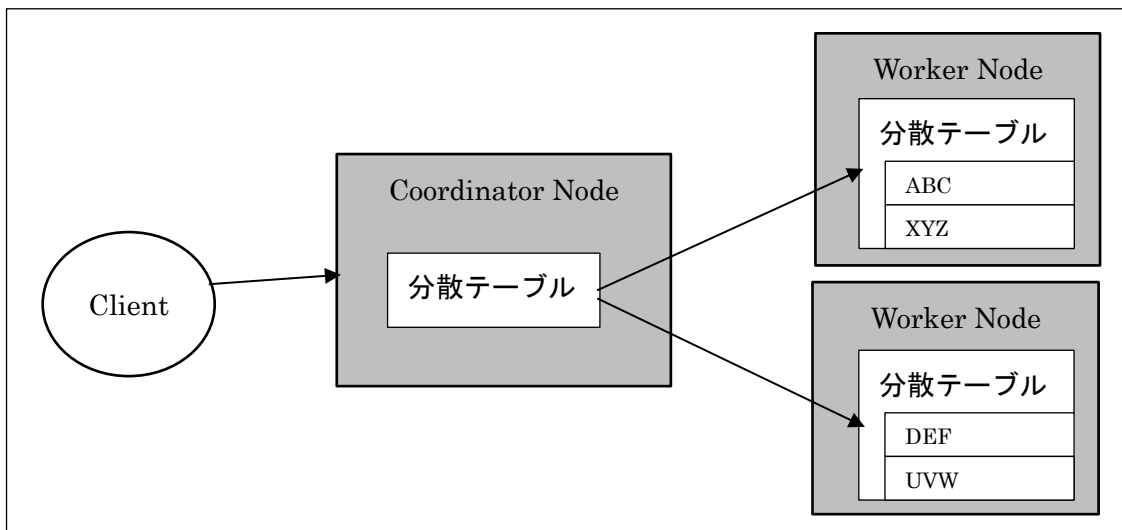 Client
Coordinator Node
分散テーブル
Worker Node
分散テーブル
ABC
XYZ
Worker Node
分散テーブル
DEF
UVW